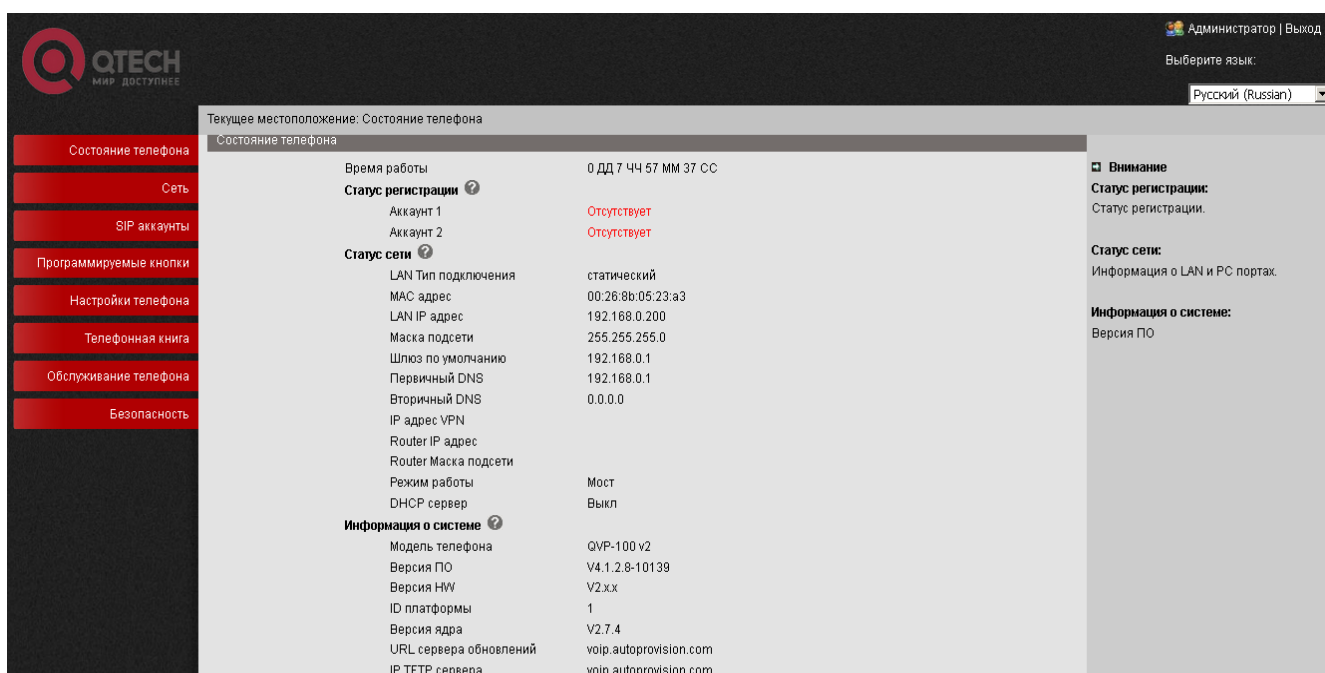 QTECH
МИР ДОСТУПНЕЕ
Администратор | Выход
Выберите язык:
Русский (Russian)
Текущее местоположение: Состояние телефона
Состояние телефона
Сеть
SIP аккаунты
Программируемые кнопки
Настройки телефона
Телефонная книга
Обслуживание телефона
Безопасность
Состояние телефона
Время работы 0 ДД 7 ЧЧ 57 ММ 37 СС
Статус регистрации
Аккаунт 1 Отсутствует
Аккаунт 2 Отсутствует
Статус сети
LAN Тип подключения статический
MAC адрес 00:26:8b:05:23:a3
LAN IP адрес 192.168.0.200
Маска подсети 255.255.255.0
Шлюз по умолчанию 192.168.0.1
Первичный DNS 192.168.0.1
Вторичный DNS 0.0.0.0
IP адрес VPN
Router IP адрес
Router Маска подсети
Режим работы Мост
DHCP сервер Выкл
Информация о системе
Модель телефона QVP-100 v2
Версия ПО V4.1.2.8-10139
Версия HW V2.x.x
ID платформы 1
Версия ядра V2.7.4
URL сервера обновлений voip.autoprovision.com
IP TFTP сервера voip.autoprovision.com
Внимание
Статус регистрации:
Статус регистрации.
Статус сети:
Информация о LAN и PC портах.
Информация о системе:
Версия ПО